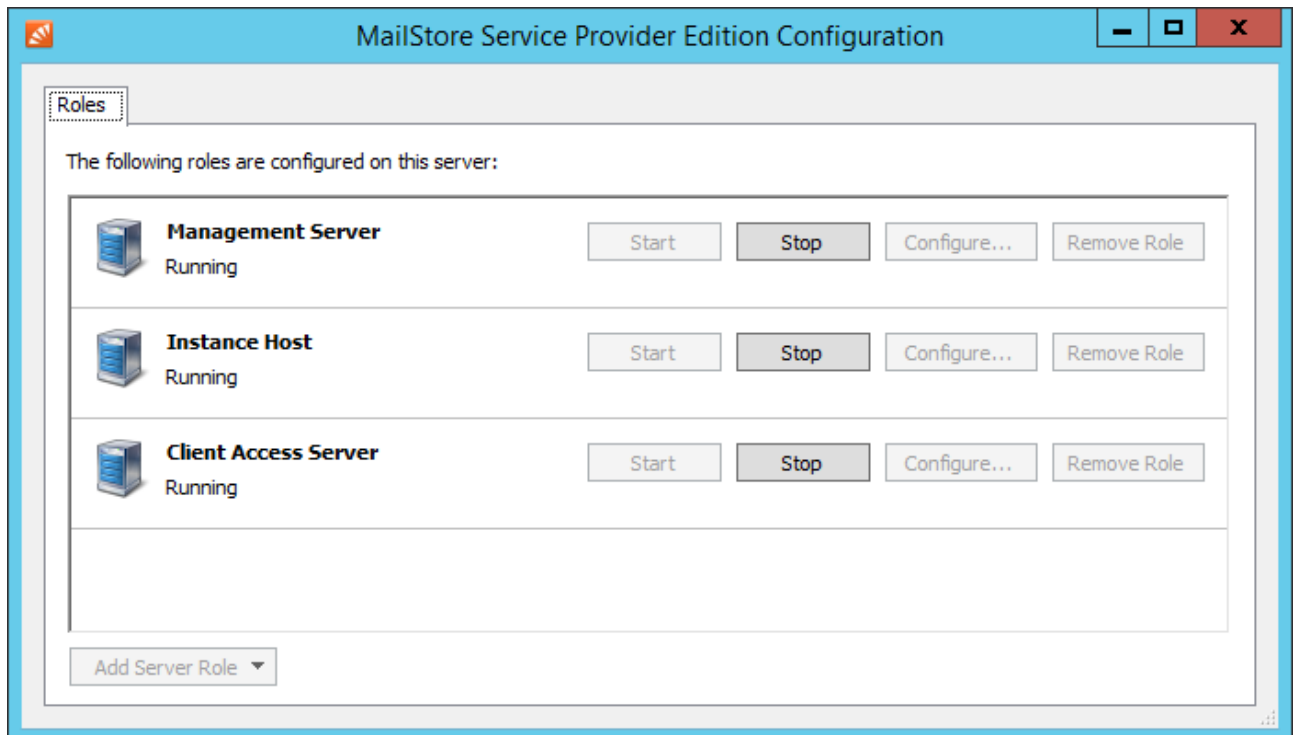 MailStore Service Provider Edition Configuration
Roles
The following roles are configured on this server:
Management Server
Running
Start Stop Configure... Remove Role
Instance Host
Running
Start Stop Configure... Remove Role
Client Access Server
Running
Start Stop Configure... Remove Role
Add Server Role